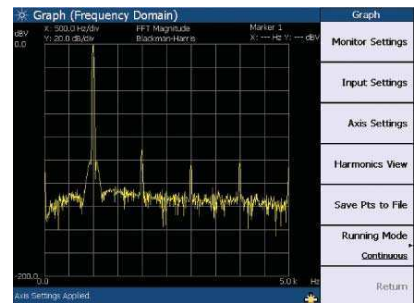 Graph (Frequency Domain)
Graph
dBV
X: 500.0 Hz/div
FFT Magnitude
Marker 1
0.0
Y: 20.0 dB/div
Blackman-Harris
X: --- Hz Y: --- dBV
Monitor Settings
Input Settings
Axis Settings
Harmonics View
Save Pts to File
Running Mode
Continuous
Return
-200.0
0.0
5.0 k
Hz
Axis Settings Applied.